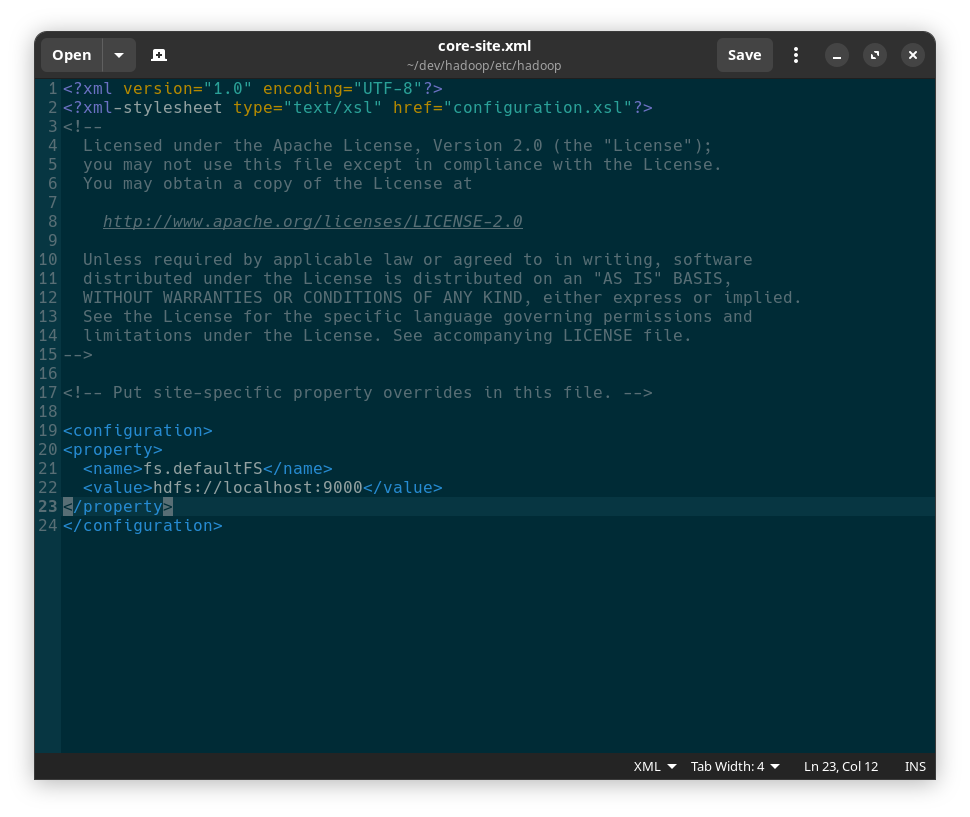 Open
core-site.xml
~/dev/hadoop/etc/hadoop
Save
1 <?xml version="1.0" encoding="UTF-8"?>
2 <?xml-stylesheet type="text/xsl" href="configuration.xsl"?>
3 <!--
4   Licensed under the Apache License, Version 2.0 (the "License");
5   you may not use this file except in compliance with the License.
6   You may obtain a copy of the License at
7
8     http://www.apache.org/licenses/LICENSE-2.0
9
10   Unless required by applicable law or agreed to in writing, software
11   distributed under the License is distributed on an "AS IS" BASIS,
12   WITHOUT WARRANTIES OR CONDITIONS OF ANY KIND, either express or implied.
13   See the License for the specific language governing permissions and
14   limitations under the License. See accompanying LICENSE file.
15 -->
16
17 <!-- Put site-specific property overrides in this file. -->
18
19 <configuration>
20 <property>
21   <name>fs.defaultFS</name>
22   <value>hdfs://localhost:9000</value>
23 </property>
24 </configuration>
XML Tab Width: 4 Ln 23, Col 12 INS